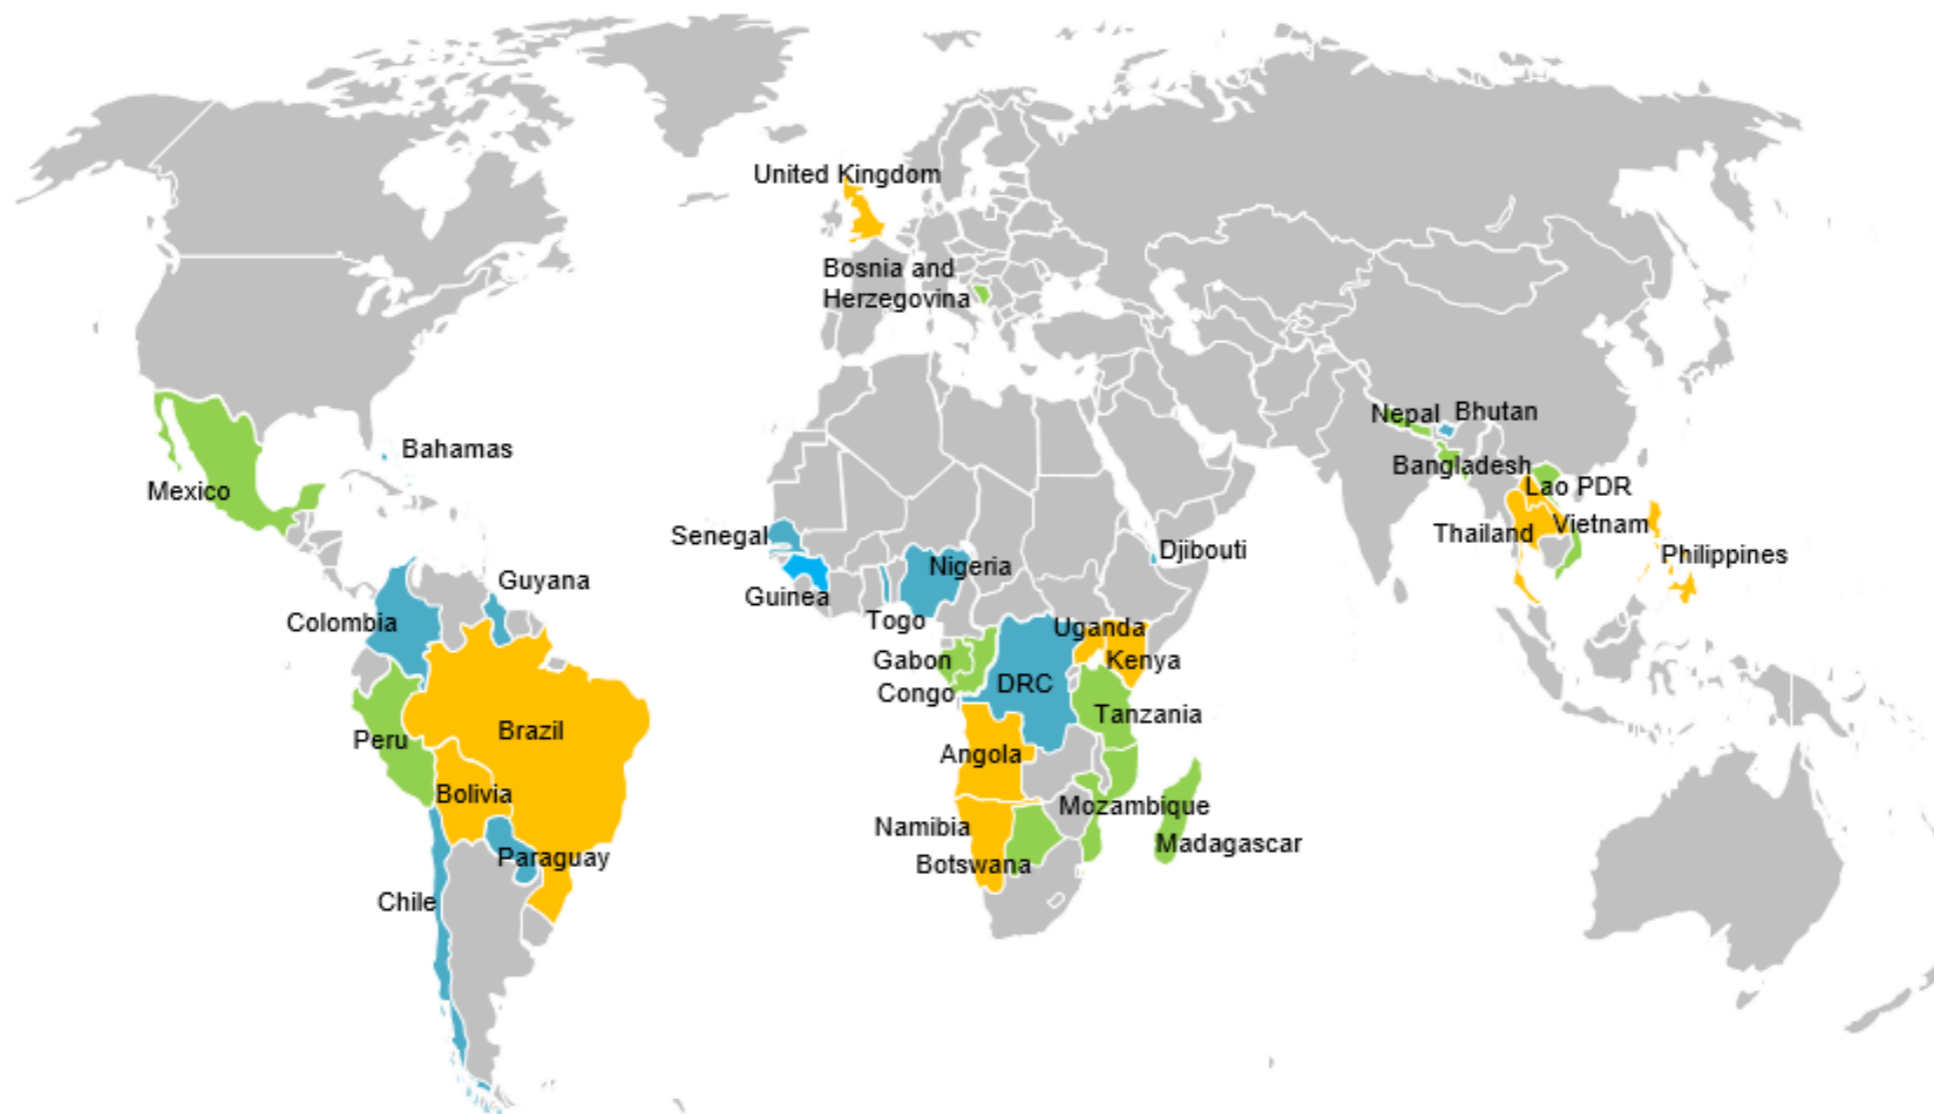 United Kingdom
Bosnia and
Herzegovina
Nepal
Bhutan
Bahamas
Bangladesh
Mexico
Lao PDR
Senegal
Vietnam
Thailand
Djibouti
Philippines
Nigeria
Guyana
Guinea
Colombia
Togo
Uganda
Gabon
Kenya
DRC
Congo
Tanzania
Brazil
Peru
Angola
Bolivia
Mozambique
Namibia
Madagascar
Paraguay
Botswana
Chile